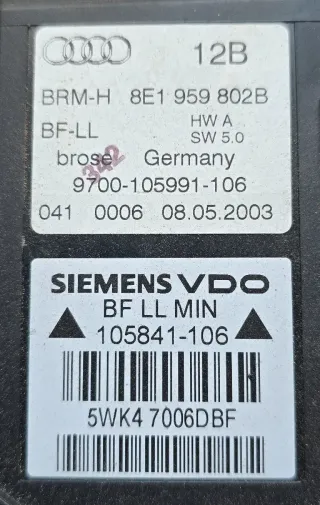 12B
BRM-H 8E1 959 802B
BF-LL HW A
SW 5.0
342
brose Germany
9700-105991-106
041 0006 08.05.2003
SIEMENS VDO
BF LL MIN
105841-106
5WK4 7006DBF